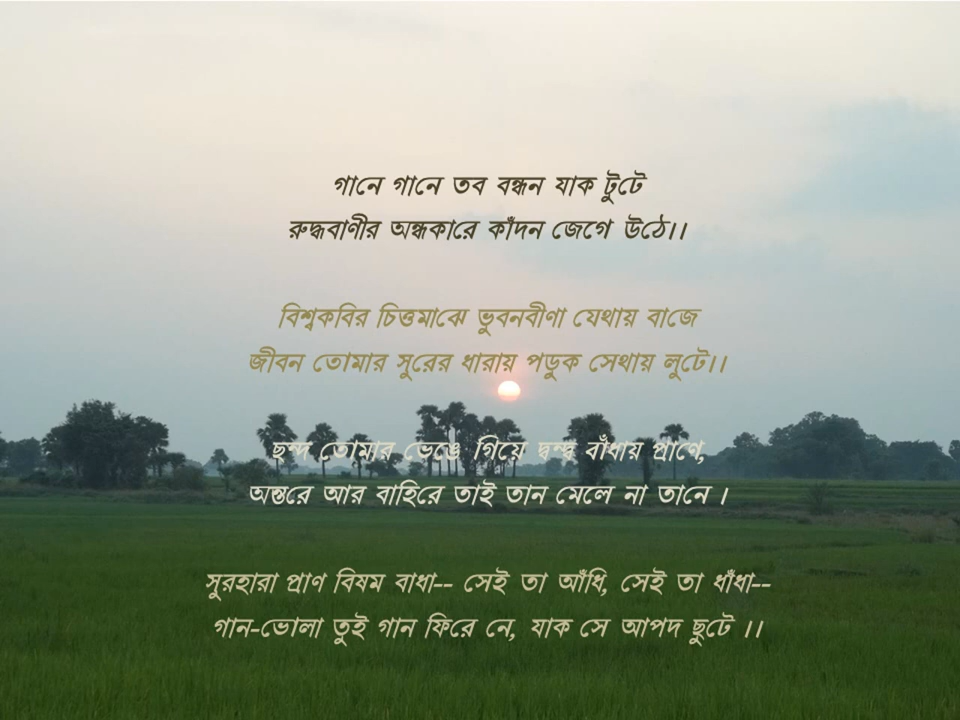 গানে গানে তব বন্ধন যাক টুটে
রুদ্ধবাণীর অন্ধকারে কাঁদন জেগে উঠে।।
বিশ্বকবির চিত্তমাঝে ভুবনবীণা যেথায় বাজে
জীবন তোমার সুরের ধারায় পড়ুক সেথায় লুটে।।
ছন্দ তোমার ভেঙে গিয়ে দ্বন্দ্ব বাঁধায় প্রাণে,
অন্তরে আর বাহিরে তাই তান মেলে না তানে ।
সুরহারা প্রাণ বিষম বাধা-- সেই তা আঁধি, সেই তা ধাঁধা--
গান-ভোলা তুই গান ফিরে নে, যাক সে আপদ ছুটে ।।